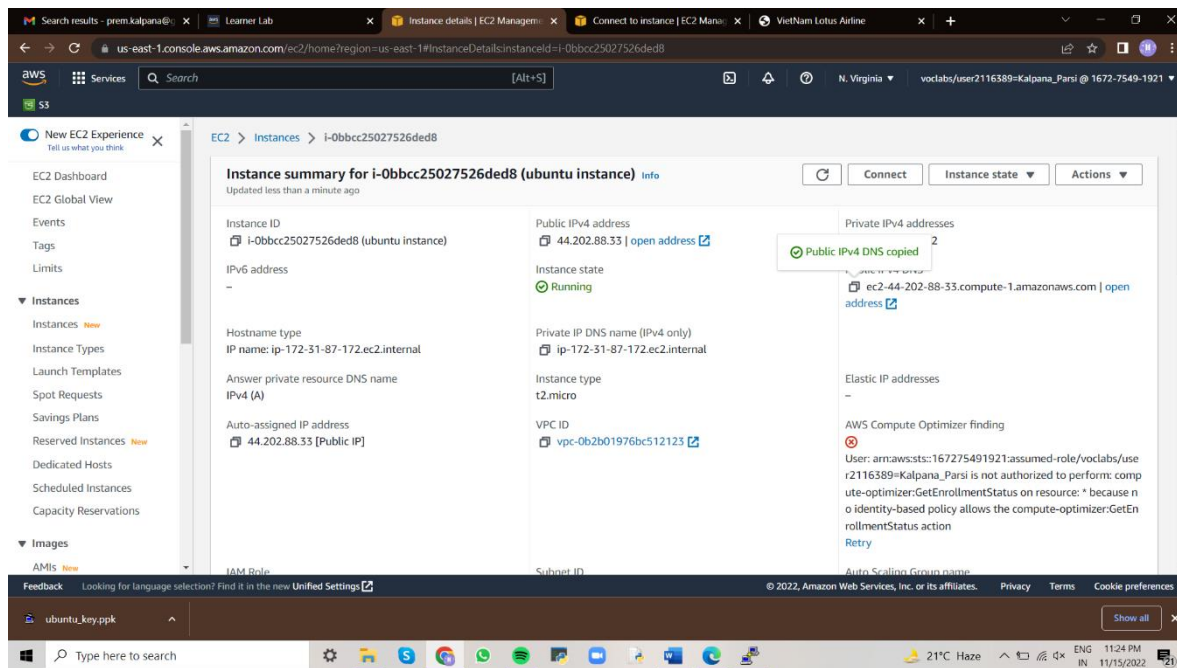 Search results - prem.kalpana@g
Learner Lab
Instance details | EC2 Manageme
Connect to instance | EC2 Manag
VietNam Lotus Airline
us-east-1.console.aws.amazon.com/ec2/home?region=us-east-1#InstanceDetails:instanceId=i-0bbcc25027526ded8
aws
Services
Search
[Alt+S]
N. Virginia
voclabs/user2116389=Kalpana_Parsi @ 1672-7549-1921
S3
New EC2 Experience
Tell us what you think
EC2 Dashboard
EC2 Global View
Events
Tags
Limits
Instances
Instances New
Instance Types
Launch Templates
Spot Requests
Savings Plans
Reserved Instances New
Dedicated Hosts
Scheduled Instances
Capacity Reservations
Images
AMIs New
EC2 > Instances > i-0bbcc25027526ded8
Instance summary for i-0bbcc25027526ded8 (ubuntu instance) Info
Updated less than a minute ago
Connect
Instance state
Actions
Instance ID
i-0bbcc25027526ded8 (ubuntu instance)
Public IPv4 address
44.202.88.33 | open address
Private IPv4 addresses
2
Public IPv4 DNS copied
IPv6 address
–
Instance state
Running
ec2-44-202-88-33.compute-1.amazonaws.com | open
address
Hostname type
IP name: ip-172-31-87-172.ec2.internal
Private IP DNS name (IPv4 only)
ip-172-31-87-172.ec2.internal
Answer private resource DNS name
IPv4 (A)
Instance type
t2.micro
Elastic IP addresses
–
Auto-assigned IP address
44.202.88.33 [Public IP]
VPC ID
vpc-0b2b01976bc512123
AWS Compute Optimizer finding
User: arn:aws:sts::167275491921:assumed-role/voclabs/use
r2116389=Kalpana_Parsi is not authorized to perform: comp
ute-optimizer:GetEnrollmentStatus on resource: * because n
o identity-based policy allows the compute-optimizer:GetEn
rollmentStatus action
Retry
IAM Role
Subnet ID
Auto Scaling Group name
Feedback
Looking for language selection? Find it in the new Unified Settings
© 2022, Amazon Web Services, Inc. or its affiliates.
Privacy
Terms
Cookie preferences
ubuntu_key.ppk
Show all
Type here to search
21°C Haze
ENG
IN
11:24 PM
11/15/2022
21